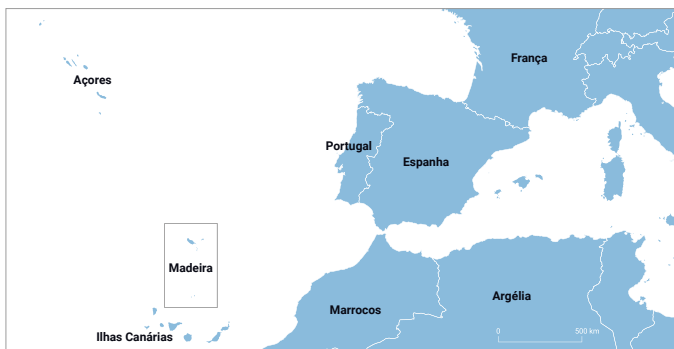 França
Açores
Portugal
Espanha
Madeira
Argélia
Marrocos
Ilhas Canárias
0 500 km